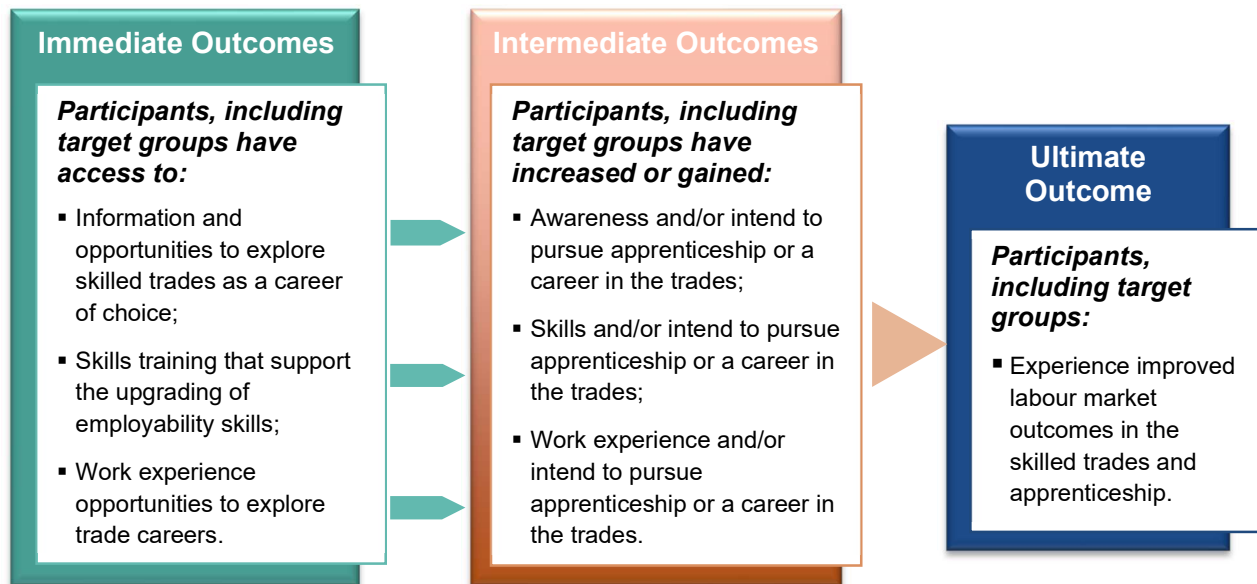 Immediate Outcomes
Participants, including
target groups have
access to:
▪ Information and
opportunities to explore
skilled trades as a career
of choice;
▪ Skills training that support
the upgrading of
employability skills;
▪ Work experience
opportunities to explore
trade careers.
Intermediate Outcomes
Participants, including
target groups have
increased or gained:
▪ Awareness and/or intend to
pursue apprenticeship or a
career in the trades;
▪ Skills and/or intend to pursue
apprenticeship or a career in
the trades;
▪ Work experience and/or
intend to pursue
apprenticeship or a career in
the trades.
Ultimate
Outcome
Participants,
including target
groups:
▪ Experience improved
labour market
outcomes in the
skilled trades and
apprenticeship.